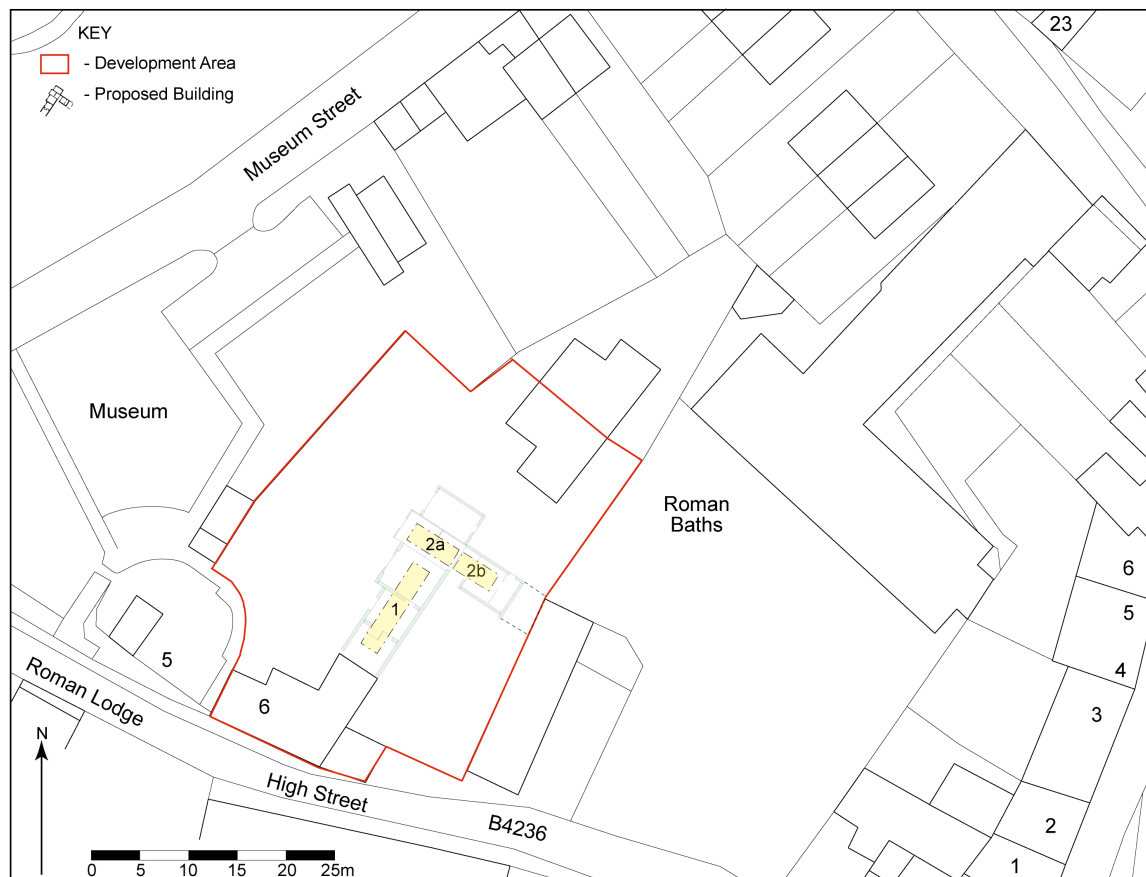 KEY
- Development Area
- Proposed Building
23
Museum Street
Museum
Roman
Baths
2a
2b
1
6
5
4
3
2
1
5
6
Roman Lodge
High Street
B4236
N
0 5 10 15 20 25m